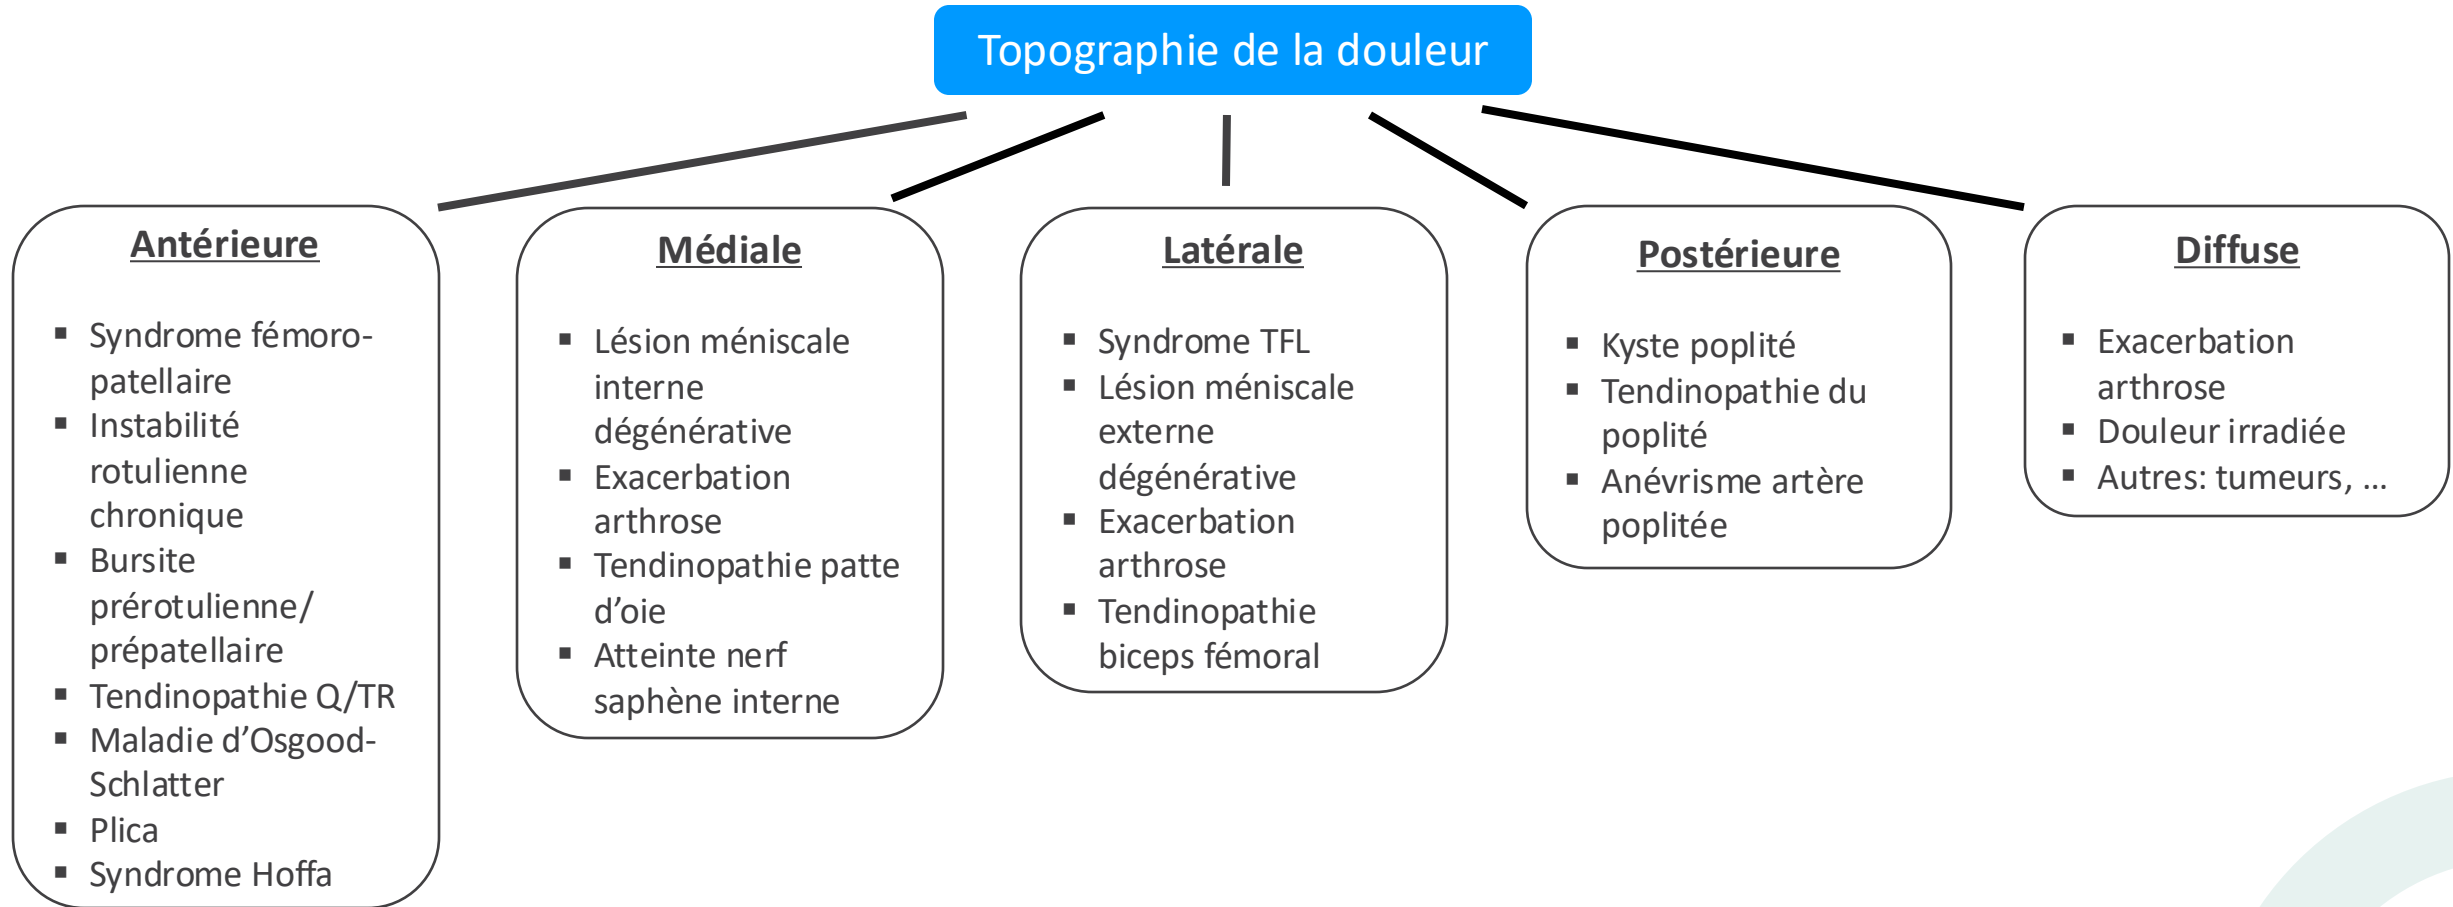 Topographie de la douleur
Antérieure
▪ Syndrome fémoro-
patellaire
▪ Instabilité
rotulienne
chronique
▪ Bursite
prérotulienne/
prépatellaire
▪ Tendinopathie Q/TR
▪ Maladie d’Osgood-
Schlatter
▪ Plica
▪ Syndrome Hoffa
Médiale
▪ Lésion méniscale
interne
dégénérative
▪ Exacerbation
arthrose
▪ Tendinopathie patte
d’oie
▪ Atteinte nerf
saphène interne
Latérale
▪ Syndrome TFL
▪ Lésion méniscale
externe
dégénérative
▪ Exacerbation
arthrose
▪ Tendinopathie
biceps fémoral
Postérieure
▪ Kyste poplité
▪ Tendinopathie du
poplité
▪ Anévrisme artère
poplitée
Diffuse
▪ Exacerbation
arthrose
▪ Douleur irradiée
▪ Autres: tumeurs, …